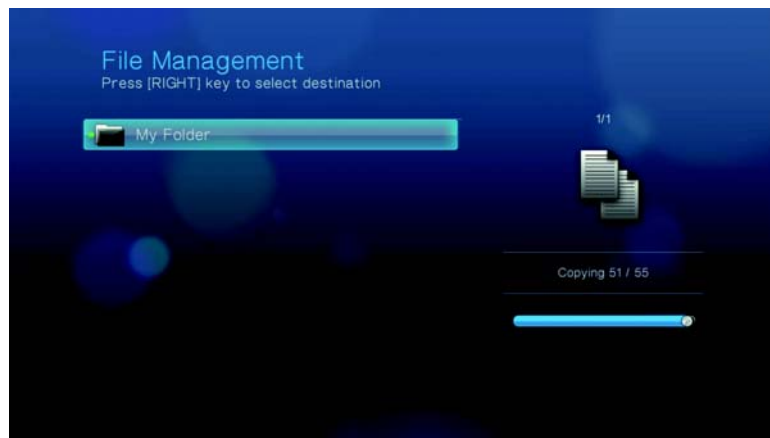 File Management
Press [RIGHT] key to select destination
My Folder
1/1
Copying 51 / 55